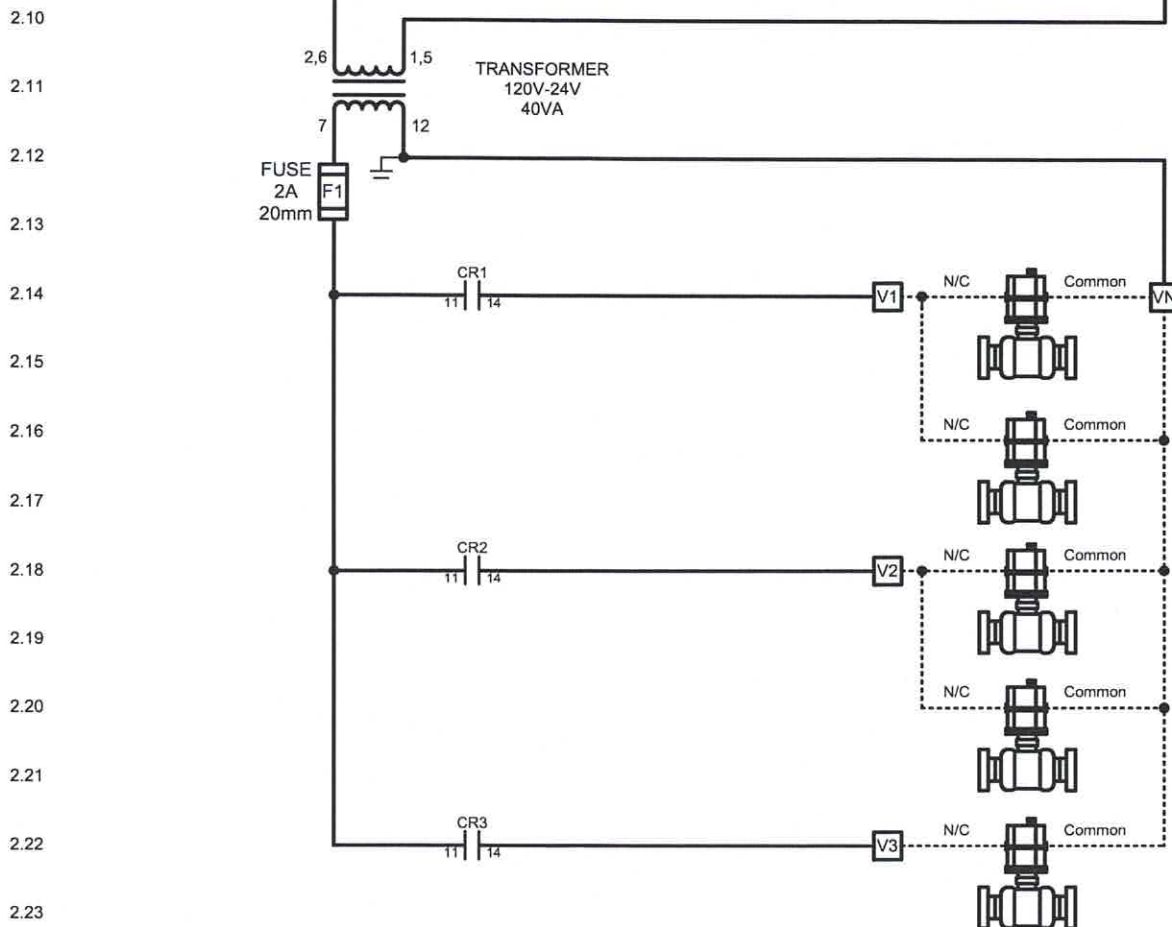 2.10
2,6 1,5
TRANSFORMER
120V-24V
40VA
2.11
7 12
2.12
FUSE
2A
20mm
F1
2.13
CR1
11 14
2.14
V1
N/C
Common
VN
2.15
2.16
N/C
Common
2.17
CR2
11 14
2.18
V2
N/C
Common
2.19
2.20
N/C
Common
2.21
CR3
11 14
2.22
V3
N/C
Common
2.23